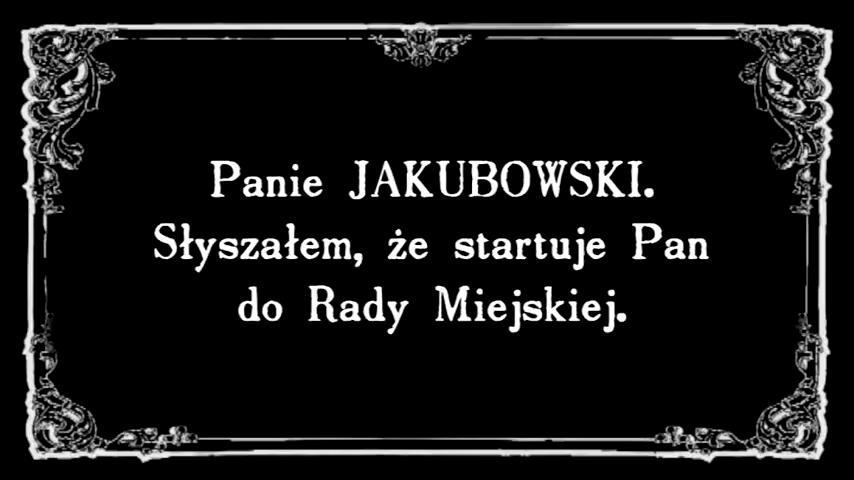 Panie JAKUBOWSKI.
Słyszałem, że startuje Pan
do Rady Miejskiej.